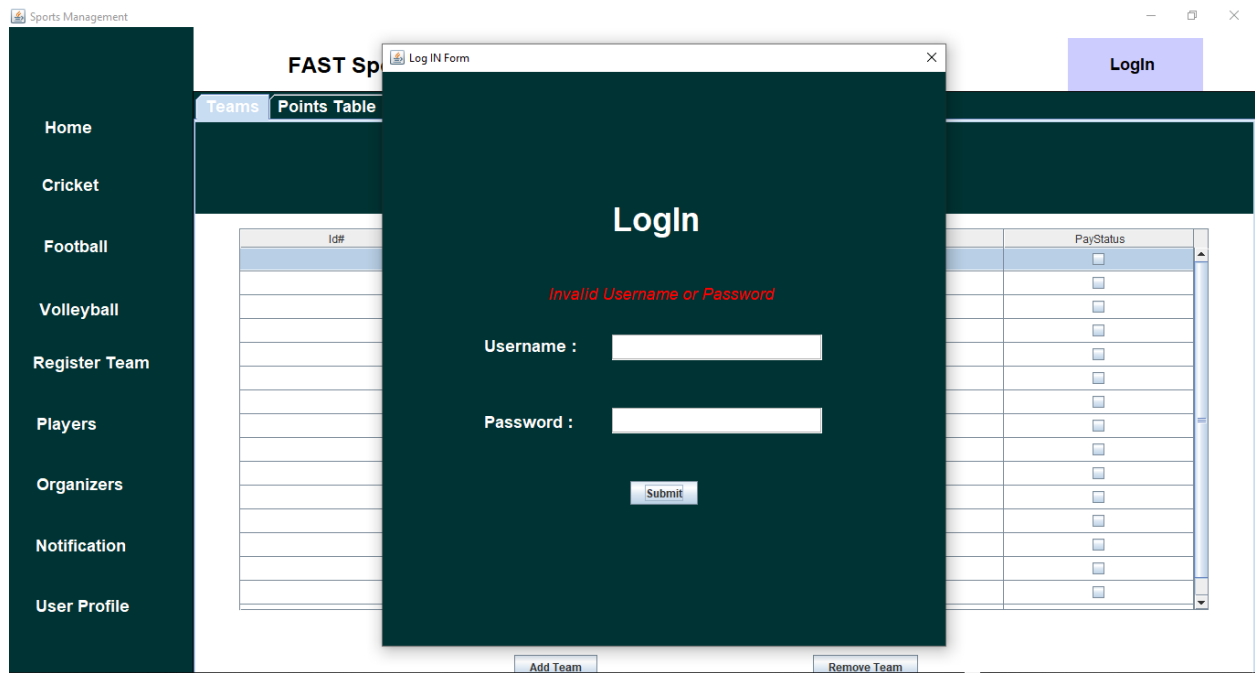 Sports Management
FAST Sp
LogIn
Home
Cricket
Football
Volleyball
Register Team
Players
Organizers
Notification
User Profile
Teams
Points Table
Id#
PayStatus
Add Team
Remove Team
Log IN Form
LogIn
Invalid Username or Password
Username :
Password :
Submit